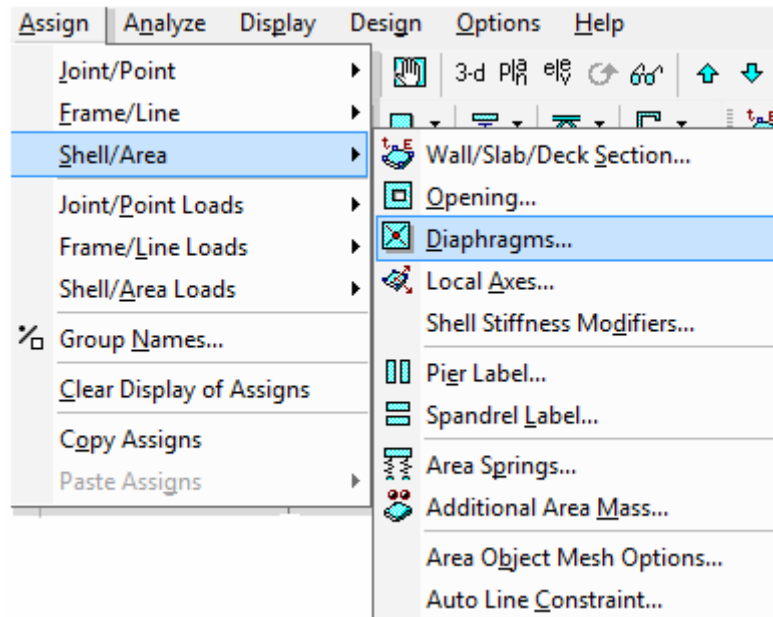 Assign Analyze Display Design Options Help
Joint/Point
Frame/Line
Shell/Area
Joint/Point Loads
Frame/Line Loads
Shell/Area Loads
Group Names...
Clear Display of Assigns
Copy Assigns
Paste Assigns
3-d
Wall/Slab/Deck Section...
Opening...
Diaphragms...
Local Axes...
Shell Stiffness Modifiers...
Pier Label...
Spandrel Label...
Area Springs...
Additional Area Mass...
Area Object Mesh Options...
Auto Line Constraint...